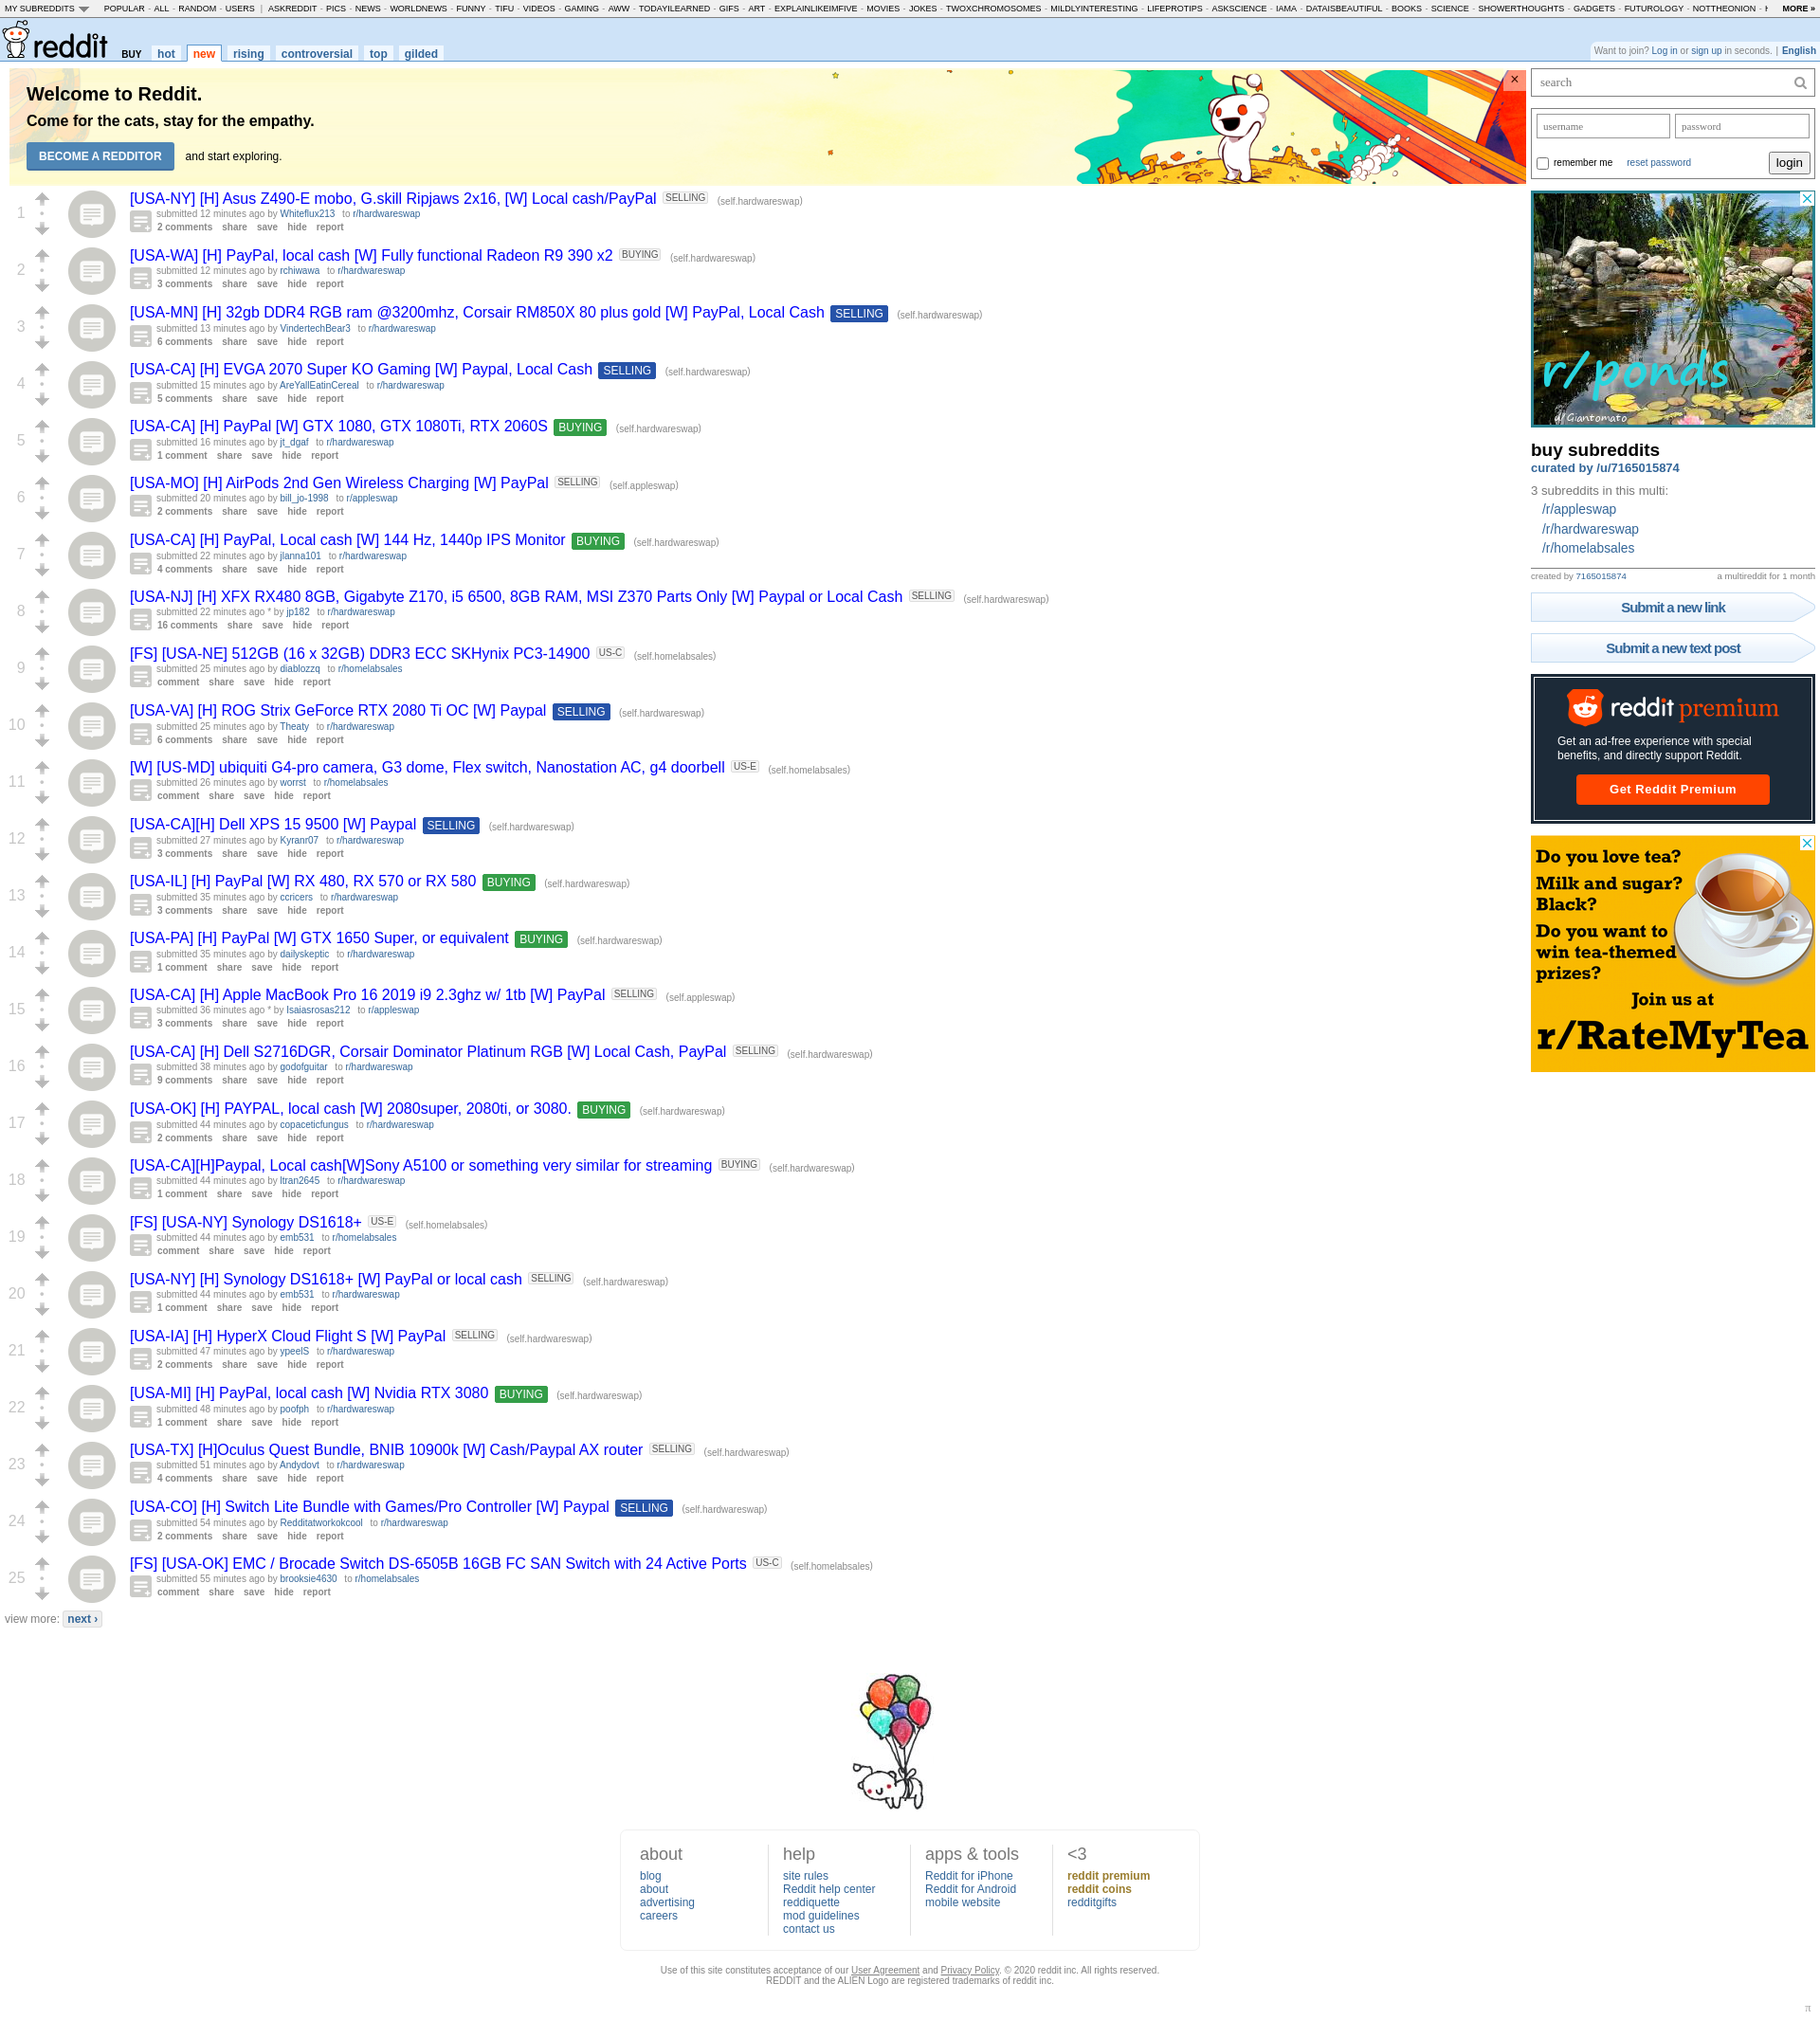 MY SUBREDDITS POPULAR - ALL - RANDOM - USERS | ASKREDDIT - PICS - NEWS - WORLDNEWS - FUNNY - TIFU - VIDEOS - GAMING - AWW - TODAYILEARNED - GIFS - ART - EXPLAINLIKEIMFIVE - MOVIES - JOKES - TWOXCHROMOSOMES - MILDLYINTERESTING - LIFEPROTIPS - ASKSCIENCE - IAMA - DATAISBEAUTIFUL - BOOKS - SCIENCE - SHOWERTHOUGHTS - GADGETS - FUTUROLOGY - NOTTHEONION - MORE »
reddit BUY hot new rising controversial top gilded
Want to join? Log in or sign up in seconds. | English
Welcome to Reddit.
Come for the cats, stay for the empathy.
BECOME A REDDITOR and start exploring.
×
1
[USA-NY] [H] Asus Z490-E mobo, G.skill Ripjaws 2x16, [W] Local cash/PayPal SELLING (self.hardwareswap)
submitted 12 minutes ago by Whiteflux213 to r/hardwareswap
2 comments share save hide report
2
[USA-WA] [H] PayPal, local cash [W] Fully functional Radeon R9 390 x2 BUYING (self.hardwareswap)
submitted 12 minutes ago by rchiwawa to r/hardwareswap
3 comments share save hide report
3
[USA-MN] [H] 32gb DDR4 RGB ram @3200mhz, Corsair RM850X 80 plus gold [W] PayPal, Local Cash SELLING (self.hardwareswap)
submitted 13 minutes ago by VindertechBear3 to r/hardwareswap
6 comments share save hide report
4
[USA-CA] [H] EVGA 2070 Super KO Gaming [W] Paypal, Local Cash SELLING (self.hardwareswap)
submitted 15 minutes ago by AreYallEatinCereal to r/hardwareswap
5 comments share save hide report
5
[USA-CA] [H] PayPal [W] GTX 1080, GTX 1080Ti, RTX 2060S BUYING (self.hardwareswap)
submitted 16 minutes ago by jt_dgaf to r/hardwareswap
1 comment share save hide report
6
[USA-MO] [H] AirPods 2nd Gen Wireless Charging [W] PayPal SELLING (self.appleswap)
submitted 20 minutes ago by bill_jo-1998 to r/appleswap
2 comments share save hide report
7
[USA-CA] [H] PayPal, Local cash [W] 144 Hz, 1440p IPS Monitor BUYING (self.hardwareswap)
submitted 22 minutes ago by jlanna101 to r/hardwareswap
4 comments share save hide report
8
[USA-NJ] [H] XFX RX480 8GB, Gigabyte Z170, i5 6500, 8GB RAM, MSI Z370 Parts Only [W] Paypal or Local Cash SELLING (self.hardwareswap)
submitted 22 minutes ago * by jp182 to r/hardwareswap
16 comments share save hide report
9
[FS] [USA-NE] 512GB (16 x 32GB) DDR3 ECC SKHynix PC3-14900 US-C (self.homelabsales)
submitted 25 minutes ago by diablozzq to r/homelabsales
comment share save hide report
10
[USA-VA] [H] ROG Strix GeForce RTX 2080 Ti OC [W] Paypal SELLING (self.hardwareswap)
submitted 25 minutes ago by Theaty to r/hardwareswap
6 comments share save hide report
11
[W] [US-MD] ubiquiti G4-pro camera, G3 dome, Flex switch, Nanostation AC, g4 doorbell US-E (self.homelabsales)
submitted 26 minutes ago by worrst to r/homelabsales
comment share save hide report
12
[USA-CA][H] Dell XPS 15 9500 [W] Paypal SELLING (self.hardwareswap)
submitted 27 minutes ago by Kyranr07 to r/hardwareswap
3 comments share save hide report
13
[USA-IL] [H] PayPal [W] RX 480, RX 570 or RX 580 BUYING (self.hardwareswap)
submitted 35 minutes ago by ccricers to r/hardwareswap
3 comments share save hide report
14
[USA-PA] [H] PayPal [W] GTX 1650 Super, or equivalent BUYING (self.hardwareswap)
submitted 35 minutes ago by dailyskeptic to r/hardwareswap
1 comment share save hide report
15
[USA-CA] [H] Apple MacBook Pro 16 2019 i9 2.3ghz w/ 1tb [W] PayPal SELLING (self.appleswap)
submitted 36 minutes ago * by Isaiasrosas212 to r/appleswap
3 comments share save hide report
16
[USA-CA] [H] Dell S2716DGR, Corsair Dominator Platinum RGB [W] Local Cash, PayPal SELLING (self.hardwareswap)
submitted 38 minutes ago by godofguitar to r/hardwareswap
9 comments share save hide report
17
[USA-OK] [H] PAYPAL, local cash [W] 2080super, 2080ti, or 3080. BUYING (self.hardwareswap)
submitted 44 minutes ago by copaceticfungus to r/hardwareswap
2 comments share save hide report
18
[USA-CA][H]Paypal, Local cash[W]Sony A5100 or something very similar for streaming BUYING (self.hardwareswap)
submitted 44 minutes ago by ltran2645 to r/hardwareswap
1 comment share save hide report
19
[FS] [USA-NY] Synology DS1618+ US-E (self.homelabsales)
submitted 44 minutes ago by emb531 to r/homelabsales
comment share save hide report
20
[USA-NY] [H] Synology DS1618+ [W] PayPal or local cash SELLING (self.hardwareswap)
submitted 44 minutes ago by emb531 to r/hardwareswap
1 comment share save hide report
21
[USA-IA] [H] HyperX Cloud Flight S [W] PayPal SELLING (self.hardwareswap)
submitted 47 minutes ago by ypeelS to r/hardwareswap
2 comments share save hide report
22
[USA-MI] [H] PayPal, local cash [W] Nvidia RTX 3080 BUYING (self.hardwareswap)
submitted 48 minutes ago by poofph to r/hardwareswap
1 comment share save hide report
23
[USA-TX] [H]Oculus Quest Bundle, BNIB 10900k [W] Cash/Paypal AX router SELLING (self.hardwareswap)
submitted 51 minutes ago by Andydovt to r/hardwareswap
4 comments share save hide report
24
[USA-CO] [H] Switch Lite Bundle with Games/Pro Controller [W] Paypal SELLING (self.hardwareswap)
submitted 54 minutes ago by Redditatworkokcool to r/hardwareswap
2 comments share save hide report
25
[FS] [USA-OK] EMC / Brocade Switch DS-6505B 16GB FC SAN Switch with 24 Active Ports US-C (self.homelabsales)
submitted 55 minutes ago by brooksie4630 to r/homelabsales
comment share save hide report
view more: next ›
search
username password
remember me reset password login
r/ponds
u/Giantomato
buy subreddits
curated by /u/7165015874
3 subreddits in this multi:
/r/appleswap
/r/hardwareswap
/r/homelabsales
created by 7165015874 a multireddit for 1 month
Submit a new link
Submit a new text post
reddit premium
Get an ad-free experience with special
benefits, and directly support Reddit.
Get Reddit Premium
Do you love tea?
Milk and sugar?
Black?
Do you want to
win tea-themed
prizes?
Join us at
r/RateMyTea
about
blog
about
advertising
careers
help
site rules
Reddit help center
reddiquette
mod guidelines
contact us
apps & tools
Reddit for iPhone
Reddit for Android
mobile website
<3
reddit premium
reddit coins
redditgifts
Use of this site constitutes acceptance of our User Agreement and Privacy Policy. © 2020 reddit inc. All rights reserved.
REDDIT and the ALIEN Logo are registered trademarks of reddit inc.
π